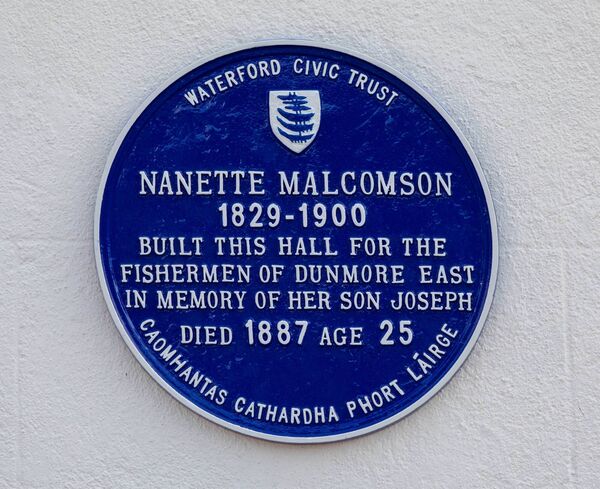 WATERFORD CIVIC TRUST
NANETTE MALCOMSON
1829-1900
BUILT THIS HALL FOR THE
FISHERMEN OF DUNMORE EAST
IN MEMORY OF HER SON JOSEPH
DIED 1887 AGE 25
CAOMHANTAS CATHARDHA PHORT LÁIRGE